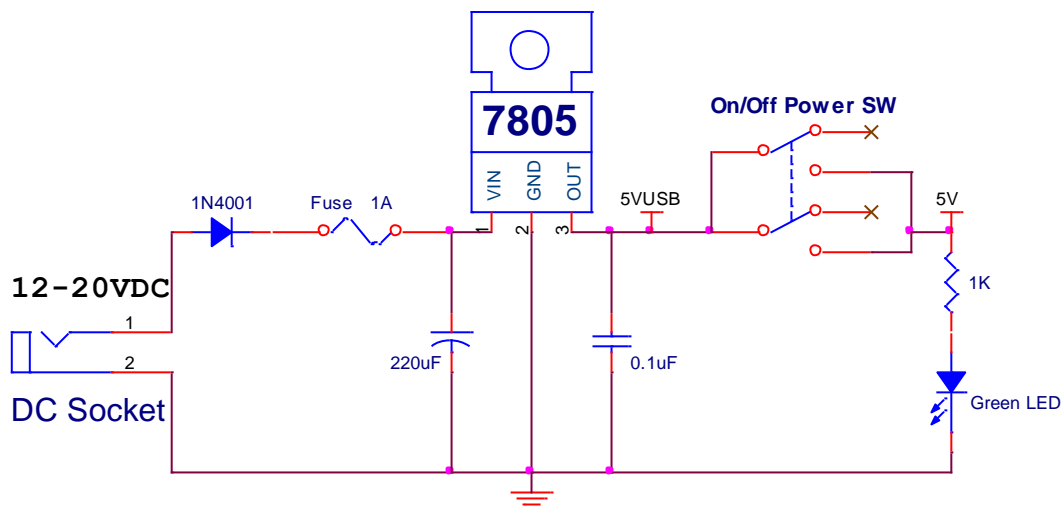 7805
On/Off Power SW
VIN
GND
OUT
1N4001
Fuse 1A
5VUSB
5V
1
2
3
12-20VDC
1
2
1K
220uF
0.1uF
DC Socket
Green LED